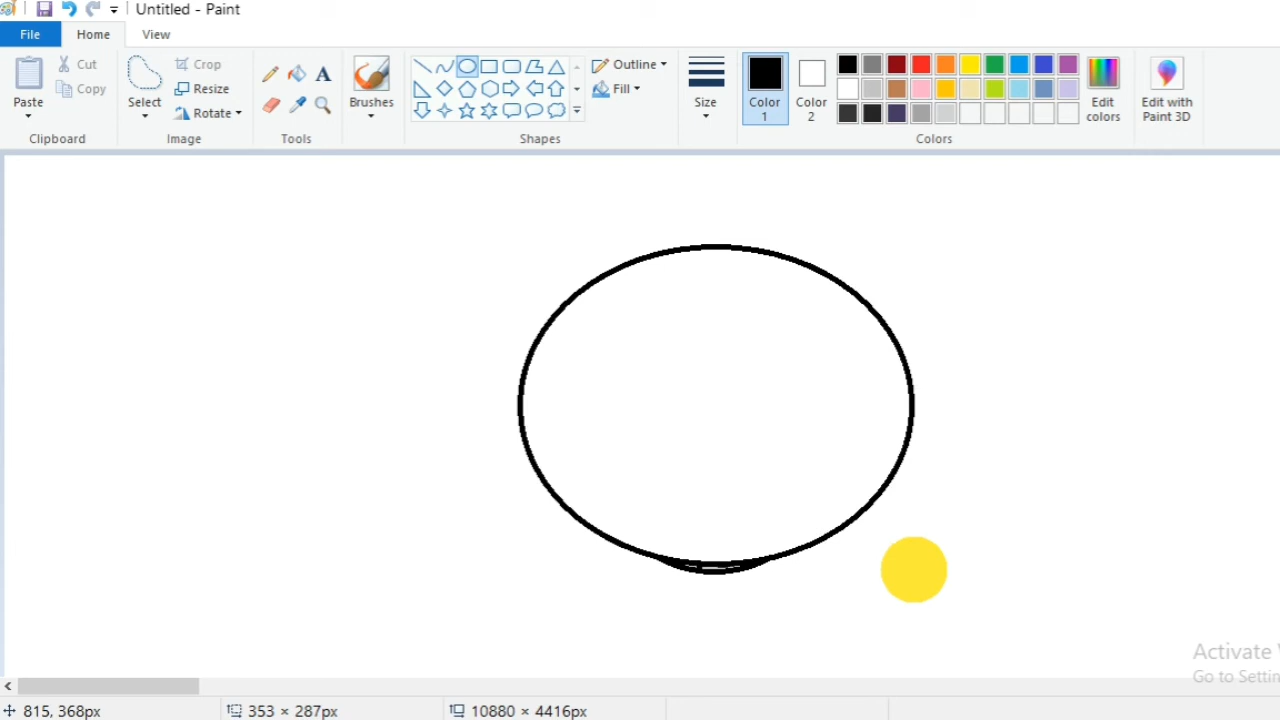 Untitled - Paint
File Home View
Cut Crop Outline
Copy Resize Fill
Paste Select Rotate Brushes Size Color 1 Color 2 Edit colors Edit with Paint 3D
Clipboard Image Tools Shapes Colors
Activate
Go to Settin
815, 368px 353 × 287px 10880 × 4416px